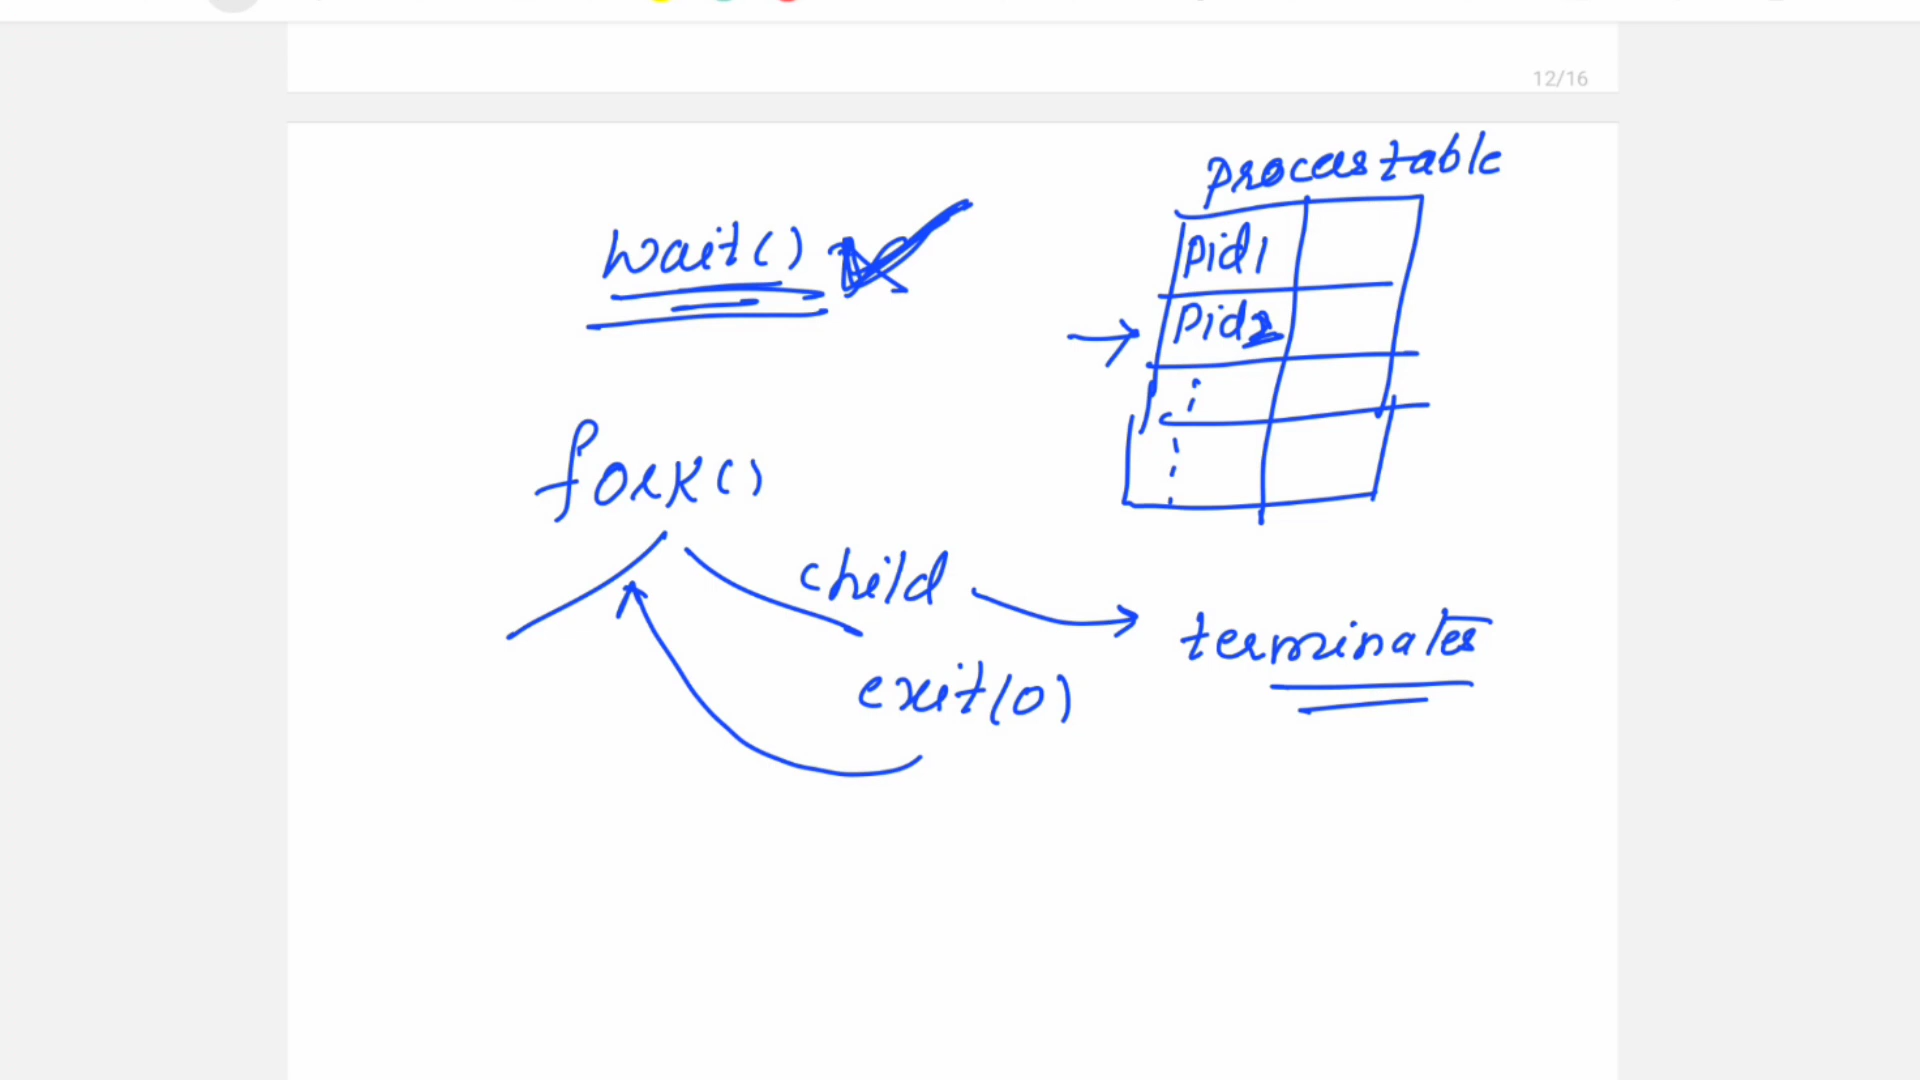 12/16
Process table
wait()
Pid1
Pid2
fork()
child
terminates
exit(0)